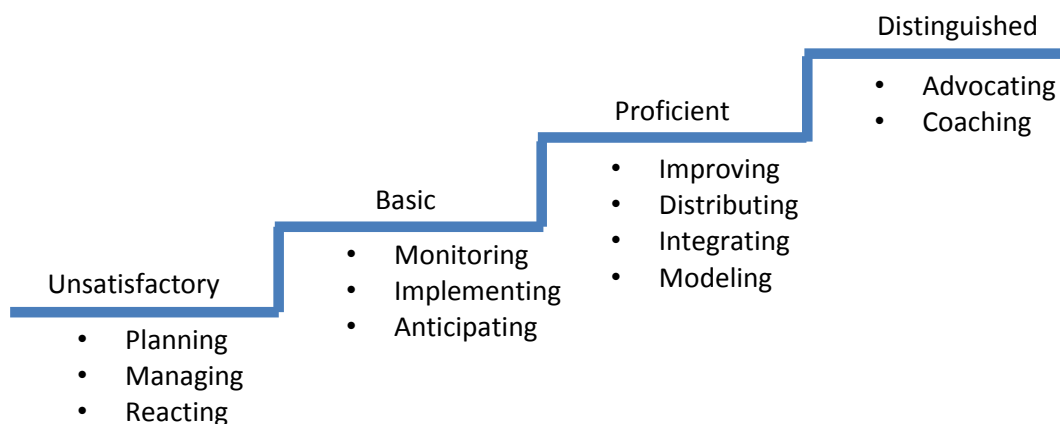 Distinguished
• Advocating
• Coaching
Proficient
• Improving
• Distributing
• Integrating
• Modeling
Basic
• Monitoring
• Implementing
• Anticipating
Unsatisfactory
• Planning
• Managing
• Reacting